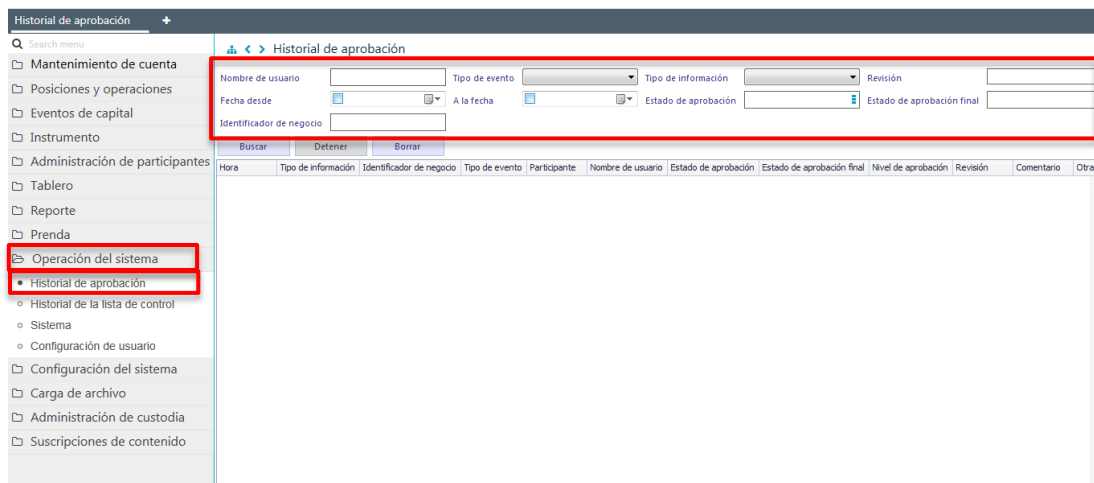 Historial de aprobación +
Search menu
Mantenimiento de cuenta
Posiciones y operaciones
Eventos de capital
Instrumento
Administración de participantes
Tablero
Reporte
Prenda
Operación del sistema
Historial de aprobación
Historial de la lista de control
Sistema
Configuración de usuario
Configuración del sistema
Carga de archivo
Administración de custodia
Suscripciones de contenido
Historial de aprobación
Nombre de usuario Tipo de evento Tipo de información Revisión
Fecha desde A la fecha Estado de aprobación Estado de aprobación final
Identificador de negocio
Buscar Detener Borrar
Hora Tipo de información Identificador de negocio Tipo de evento Participante Nombre de usuario Estado de aprobación Estado de aprobación final Nivel de aprobación Revisión Comentario Otra